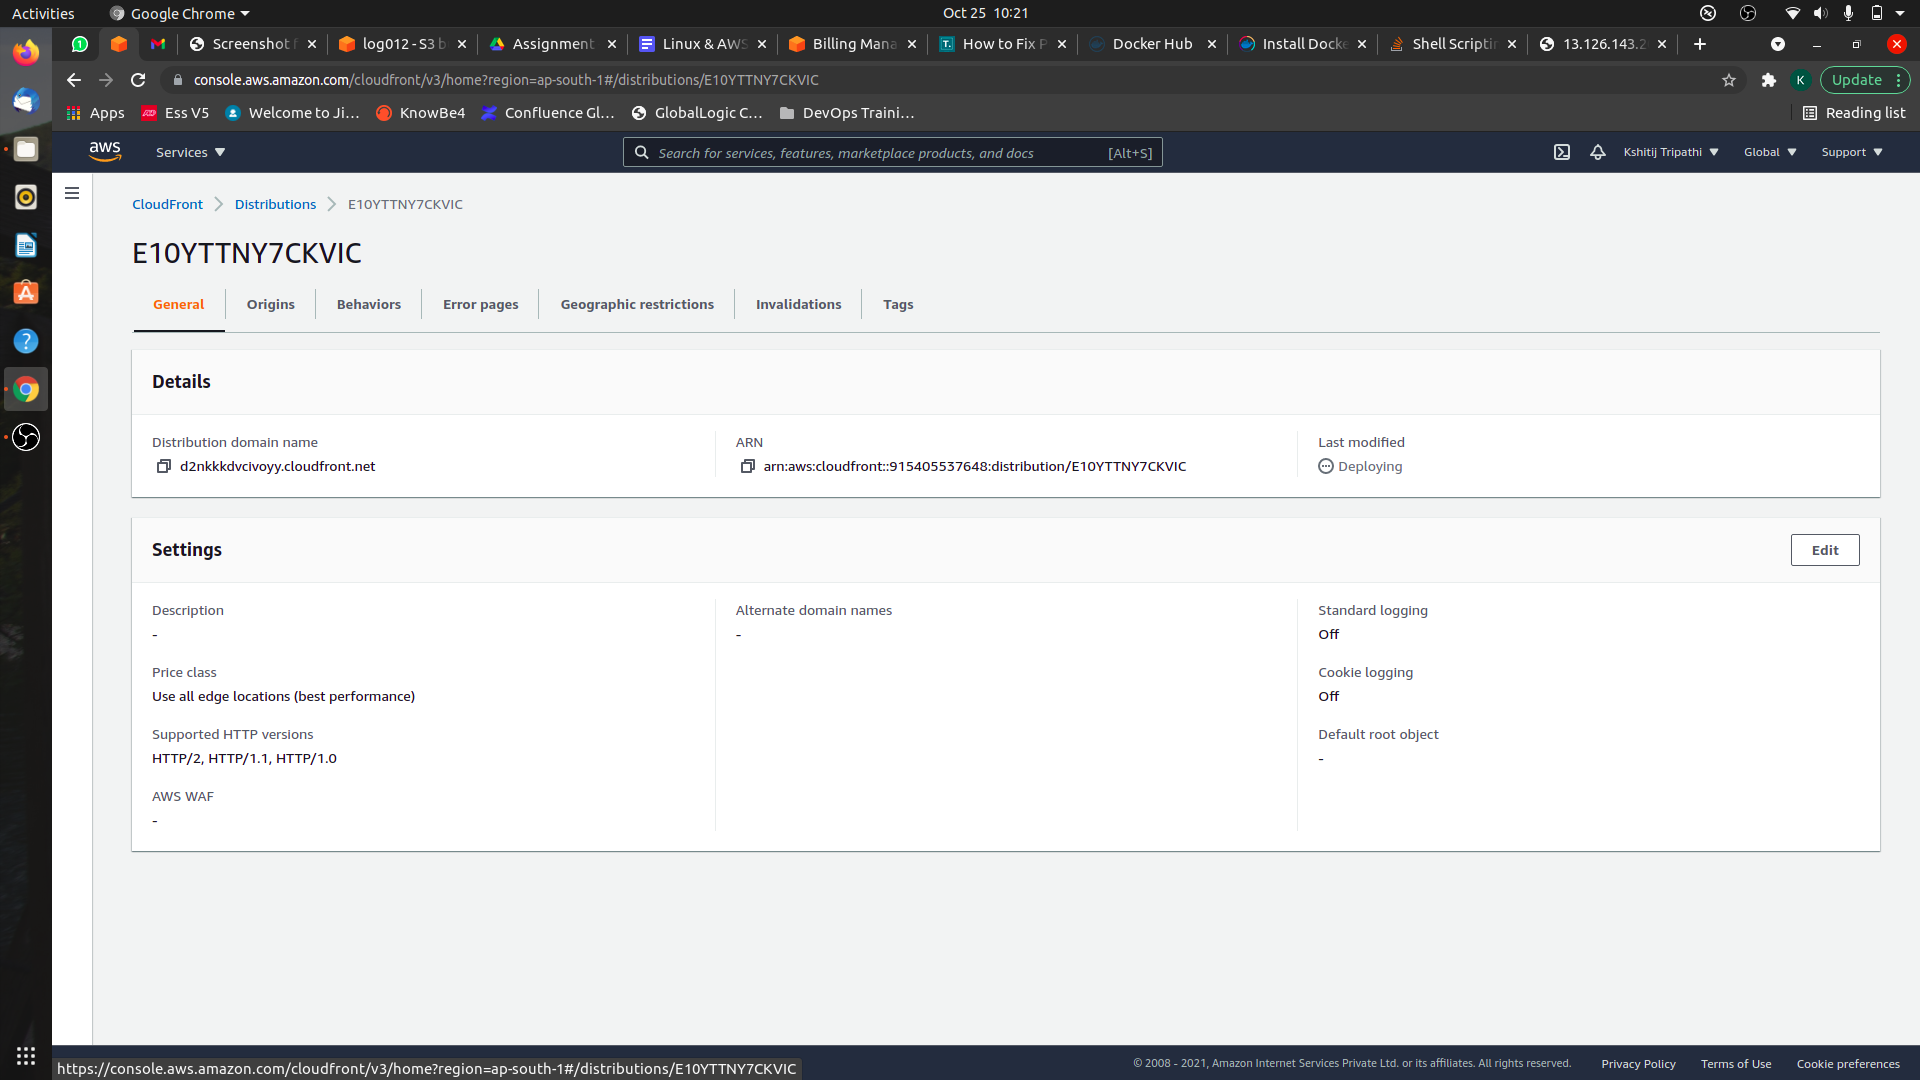 Activities
Google Chrome
Oct 25 10:21
1
Screenshot F
log012 - S3 b
Assignment
Linux & AWS
Billing Mana
T.
How to Fix P
Docker Hub
Install Docke
Shell Scriptin
13.126.143.2
console.aws.amazon.com/cloudfront/v3/home?region=ap-south-1#/distributions/E10YTTNY7CKVIC
K
Update
Apps
Ess V5
Welcome to Ji...
KnowBe4
Confluence Gl...
GlobalLogic C...
DevOps Traini...
Reading list
aws
Services
Search for services, features, marketplace products, and docs [Alt+S]
Kshitij Tripathi
Global
Support
CloudFront
Distributions
E10YTTNY7CKVIC
E10YTTNY7CKVIC
General
Origins
Behaviors
Error pages
Geographic restrictions
Invalidations
Tags
Details
Distribution domain name
d2nkkkdvcivoyy.cloudfront.net
ARN
arn:aws:cloudfront::915405537648:distribution/E10YTTNY7CKVIC
Last modified
Deploying
Settings
Edit
Description
-
Price class
Use all edge locations (best performance)
Supported HTTP versions
HTTP/2, HTTP/1.1, HTTP/1.0
AWS WAF
-
Alternate domain names
-
Standard logging
Off
Cookie logging
Off
Default root object
-
https://console.aws.amazon.com/cloudfront/v3/home?region=ap-south-1#/distributions/E10YTTNY7CKVIC
© 2008 - 2021, Amazon Internet Services Private Ltd. or its affiliates. All rights reserved.
Privacy Policy
Terms of Use
Cookie preferences